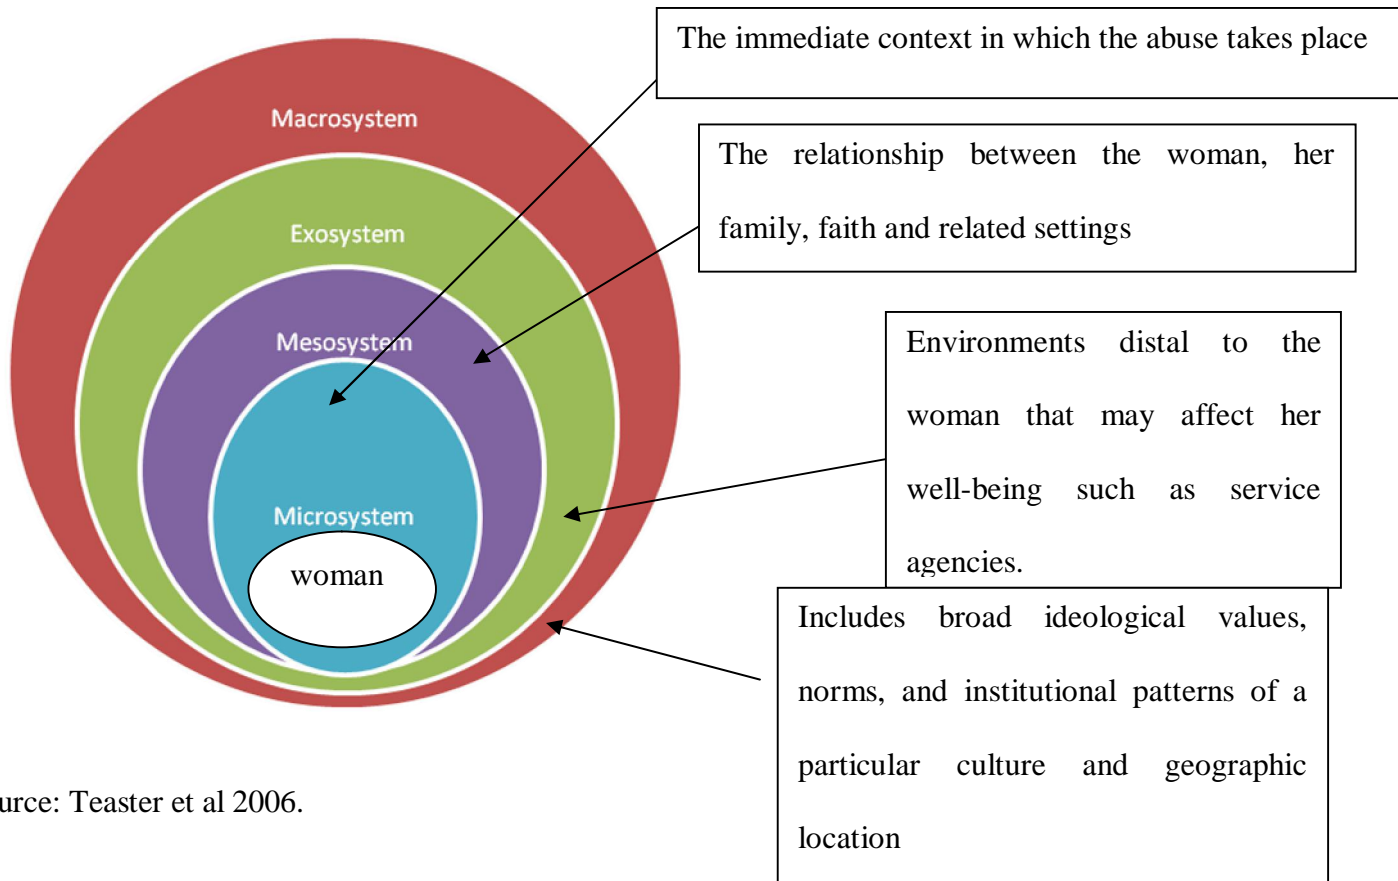 The immediate context in which the abuse takes place
Macrosystem
The relationship between the woman, her
family, faith and related settings
Exosystem
Mesosystem
Environments distal to the
woman that may affect her
well-being such as service
agencies.
Microsystem
woman
Includes broad ideological values,
norms, and institutional patterns of a
particular culture and geographic
location
urce: Teaster et al 2006.